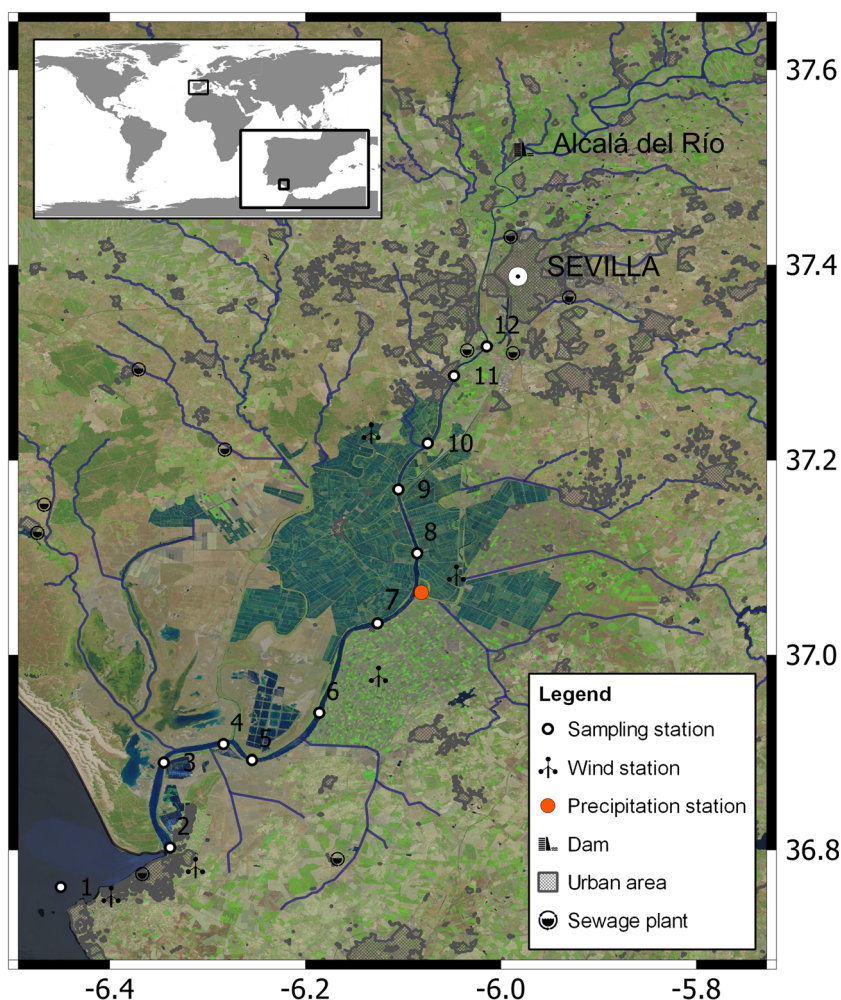 37.6
Alcalá del Río
37.4
SEVILLA
12
11
37.2
10
9
8
7
37.0
6
5
4
3
2
1
36.8
Legend
Sampling station
Wind station
Precipitation station
Dam
Urban area
Sewage plant
-6.4
-6.2
-6.0
-5.8